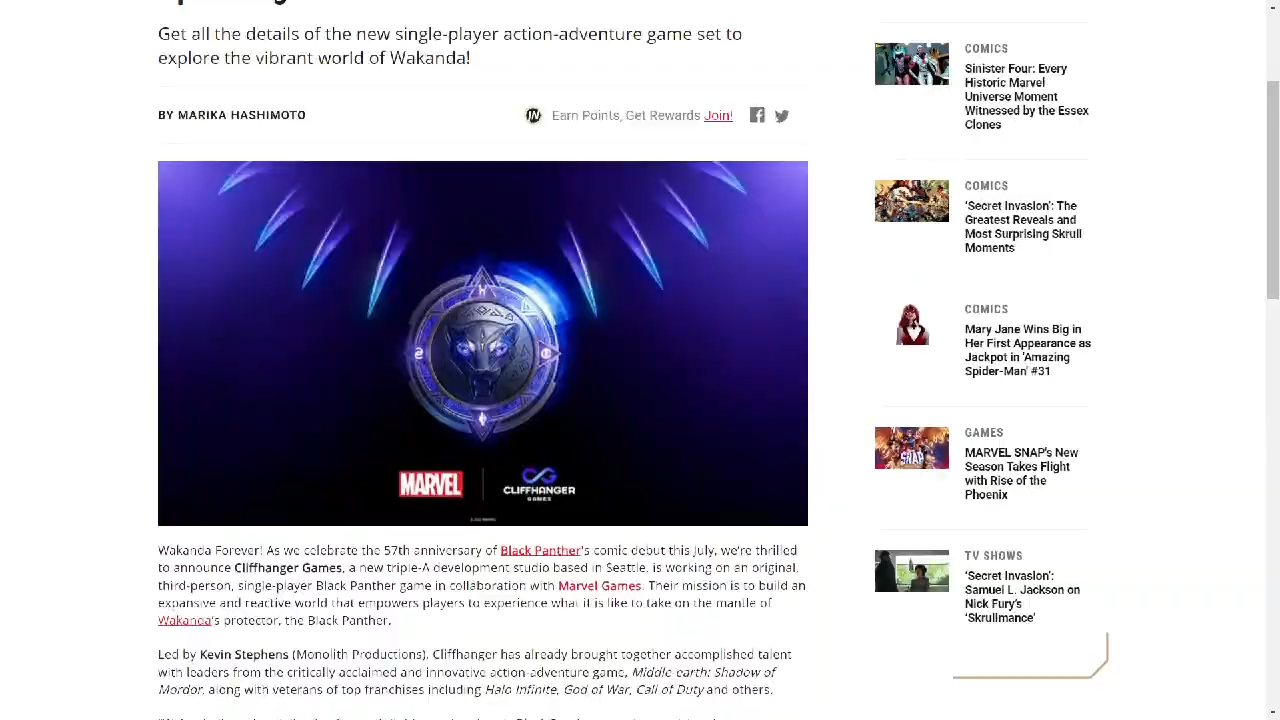 Get all the details of the new single-player action-adventure game set to
explore the vibrant world of Wakanda!
BY MARIKA HASHIMOTO
Earn Points, Get Rewards Join!
MARVEL
CLIFFHANGER
GAMES
Wakanda Forever! As we celebrate the 57th anniversary of Black Panther's comic debut this July, we're thrilled
to announce Cliffhanger Games, a new triple-A development studio based in Seattle, is working on an original,
third-person, single-player Black Panther game in collaboration with Marvel Games. Their mission is to build an
expansive and reactive world that empowers players to experience what it is like to take on the mantle of
Wakanda's protector, the Black Panther.
Led by Kevin Stephens (Monolith Productions), Cliffhanger has already brought together accomplished talent
with leaders from the critically acclaimed and innovative action-adventure game, Middle-earth: Shadow of
Mordor, along with veterans of top franchises including Halo Infinite, God of War, Call of Duty and others.
COMICS
Sinister Four: Every
Historic Marvel
Universe Moment
Witnessed by the Essex
Clones
COMICS
'Secret Invasion': The
Greatest Reveals and
Most Surprising Skrull
Moments
COMICS
Mary Jane Wins Big in
Her First Appearance as
Jackpot in 'Amazing
Spider-Man' #31
GAMES
MARVEL SNAP's New
Season Takes Flight
with Rise of the
Phoenix
TV SHOWS
'Secret Invasion':
Samuel L. Jackson on
Nick Fury's
'Skrullmance'